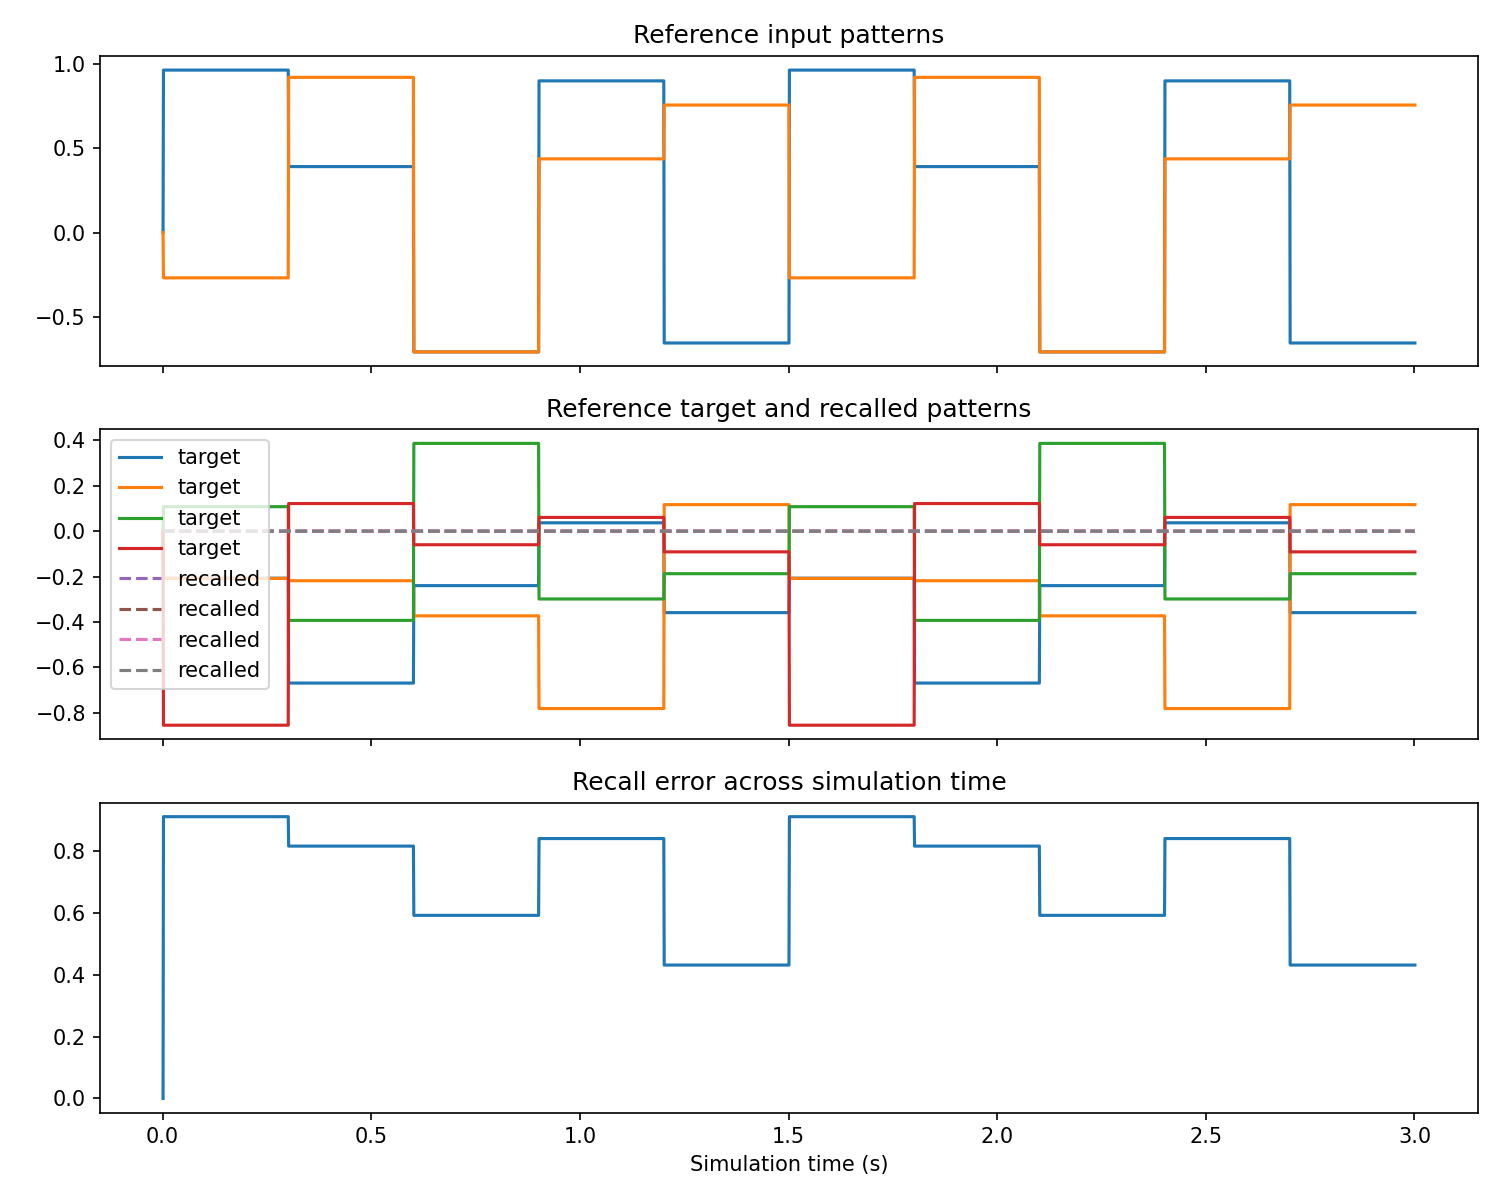 Reference input patterns
1.0
0.5
0.0
−0.5
Reference target and recalled patterns
0.4
0.2
0.0
−0.2
−0.4
−0.6
−0.8
target
target
target
target
recalled
recalled
recalled
recalled
Recall error across simulation time
0.8
0.6
0.4
0.2
0.0
0.0 0.5 1.0 1.5 2.0 2.5 3.0
Simulation time (s)